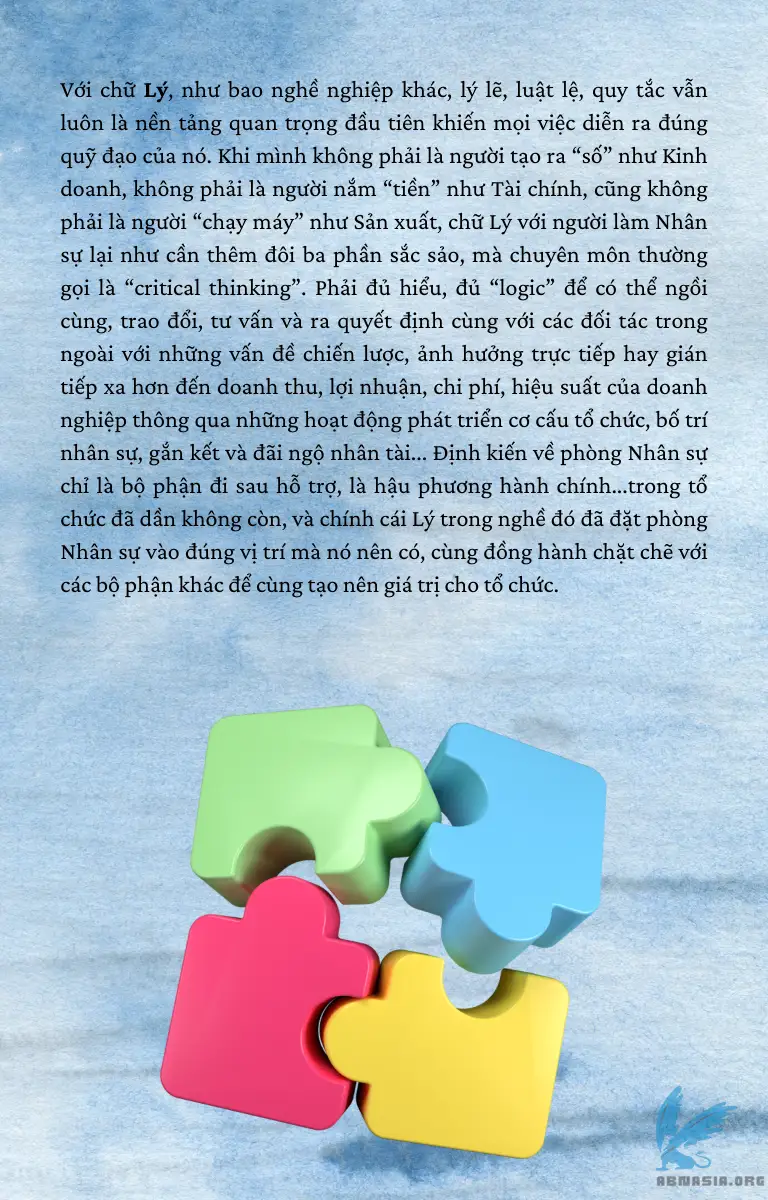 Với chữ Lý, như bao nghề nghiệp khác, lý lẽ, luật lệ, quy tắc vẫn
luôn là nền tảng quan trọng đầu tiên khiến mọi việc diễn ra đúng
quỹ đạo của nó. Khi mình không phải là người tạo ra “số” như Kinh
doanh, không phải là người nắm “tiền” như Tài chính, cũng không
phải là người “chạy máy” như Sản xuất, chữ Lý với người làm Nhân
sự lại như cần thêm đôi ba phần sắc sảo, mà chuyên môn thường
gọi là “critical thinking”. Phải đủ hiểu, đủ “logic” để có thể ngồi
cùng, trao đổi, tư vấn và ra quyết định cùng với các đối tác trong
ngoài với những vấn đề chiến lược, ảnh hưởng trực tiếp hay gián
tiếp xa hơn đến doanh thu, lợi nhuận, chi phí, hiệu suất của doanh
nghiệp thông qua những hoạt động phát triển cơ cấu tổ chức, bố trí
nhân sự, gắn kết và đãi ngộ nhân tài... Định kiến về phòng Nhân sự
chỉ là bộ phận đi sau hỗ trợ, là hậu phương hành chính...trong tổ
chức đã dần không còn, và chính cái Lý trong nghề đó đã đặt phòng
Nhân sự vào đúng vị trí mà nó nên có, cùng đồng hành chặt chẽ với
các bộ phận khác để cùng tạo nên giá trị cho tổ chức.
ABMASIA.ORG